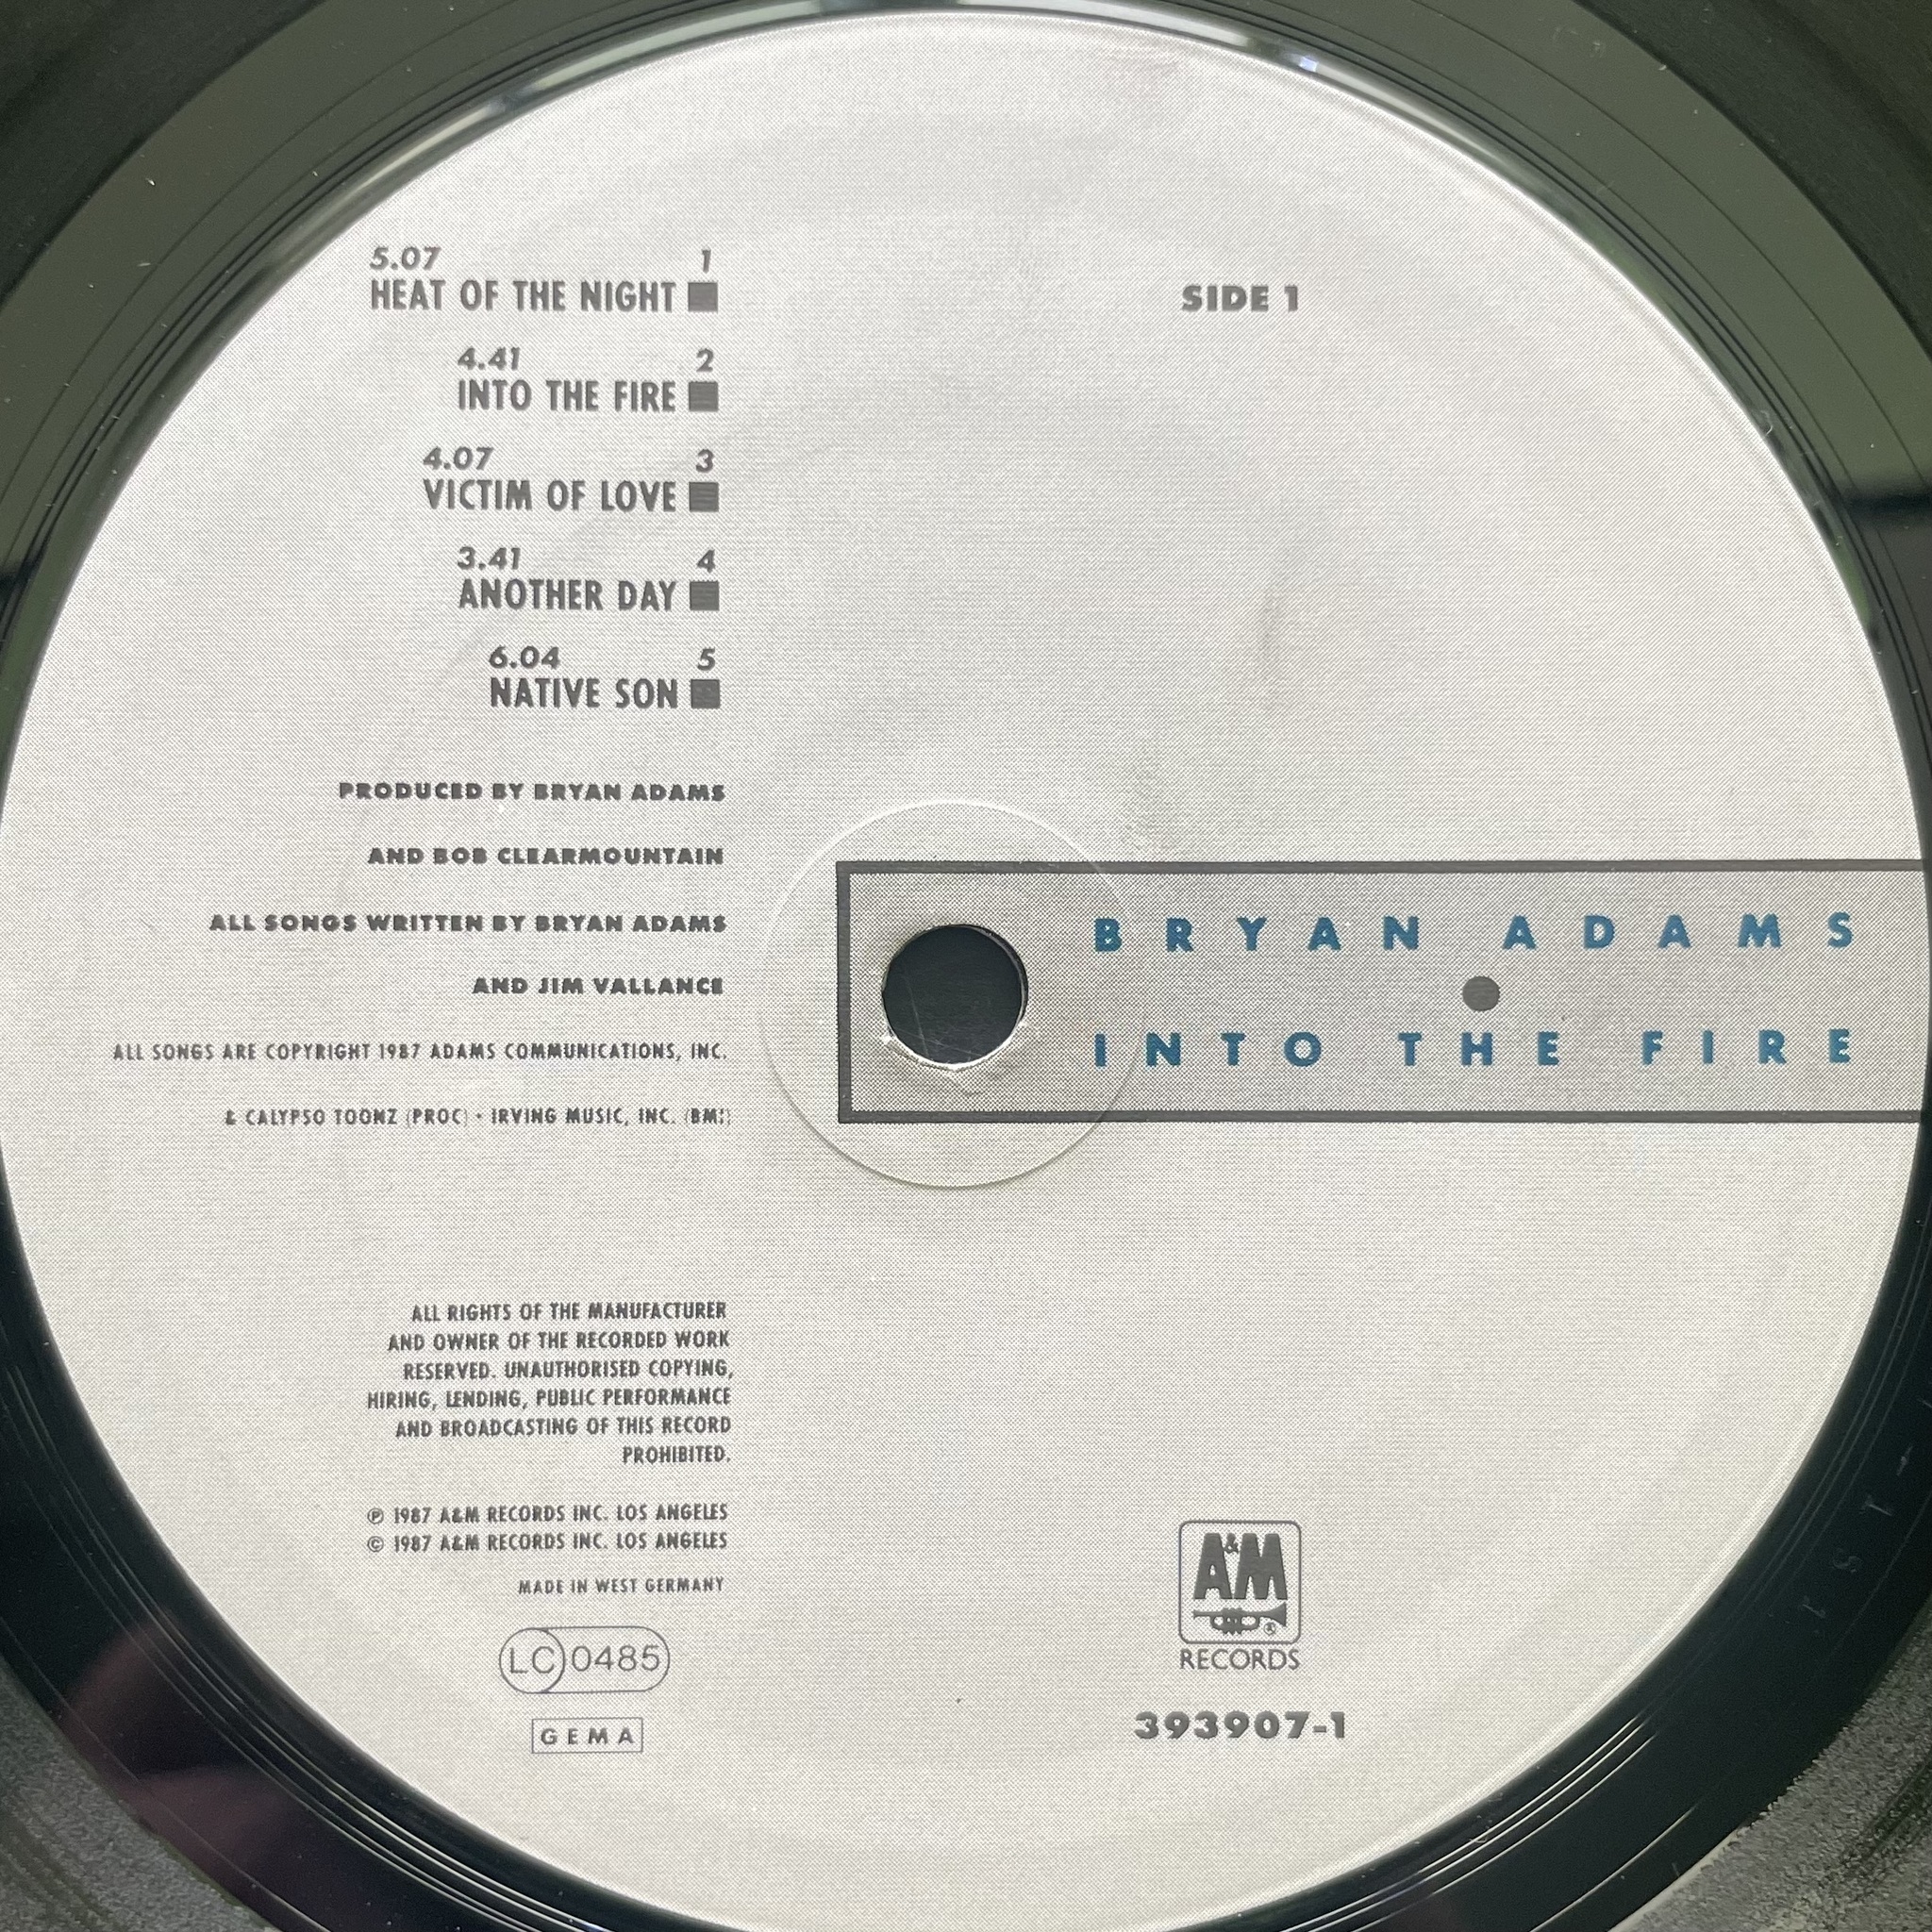 5.07 1
HEAT OF THE NIGHT
4.41 2
INTO THE FIRE
4.07 3
VICTIM OF LOVE
3.41 4
ANOTHER DAY
6.04 5
NATIVE SON
SIDE 1
PRODUCED BY BRYAN ADAMS
AND BOB CLEARMOUNTAIN
ALL SONGS WRITTEN BY BRYAN ADAMS
AND JIM VALLANCE
ALL SONGS ARE COPYRIGHT 1987 ADAMS COMMUNICATIONS, INC.
& CALYPSO TOONZ (PROC) • IRVING MUSIC, INC. (BMI)
BRYAN ADAMS
INTO THE FIRE
ALL RIGHTS OF THE MANUFACTURER
AND OWNER OF THE RECORDED WORK
RESERVED. UNAUTHORISED COPYING,
HIRING, LENDING, PUBLIC PERFORMANCE
AND BROADCASTING OF THIS RECORD
PROHIBITED.
℗ 1987 A&M RECORDS INC. LOS ANGELES
© 1987 A&M RECORDS INC. LOS ANGELES
MADE IN WEST GERMANY
LC 0485
GEMA
A&M
®
RECORDS
393907-1